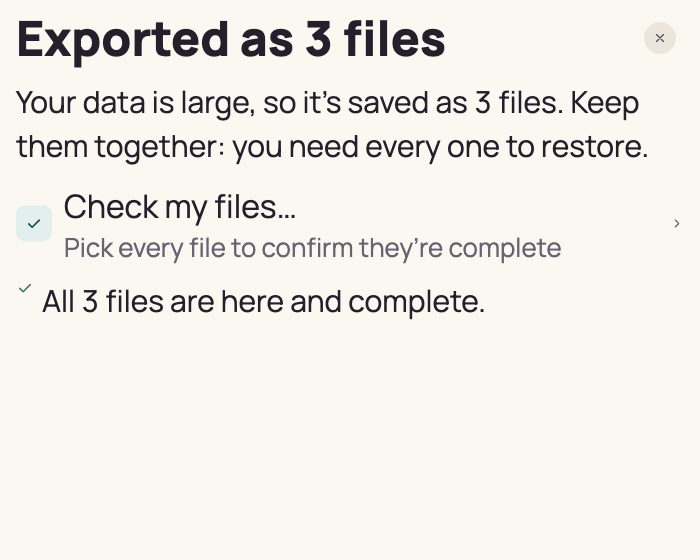 Exported as 3 files
Your data is large, so it’s saved as 3 files. Keep
them together: you need every one to restore.
Check my files…
Pick every file to confirm they’re complete
All 3 files are here and complete.